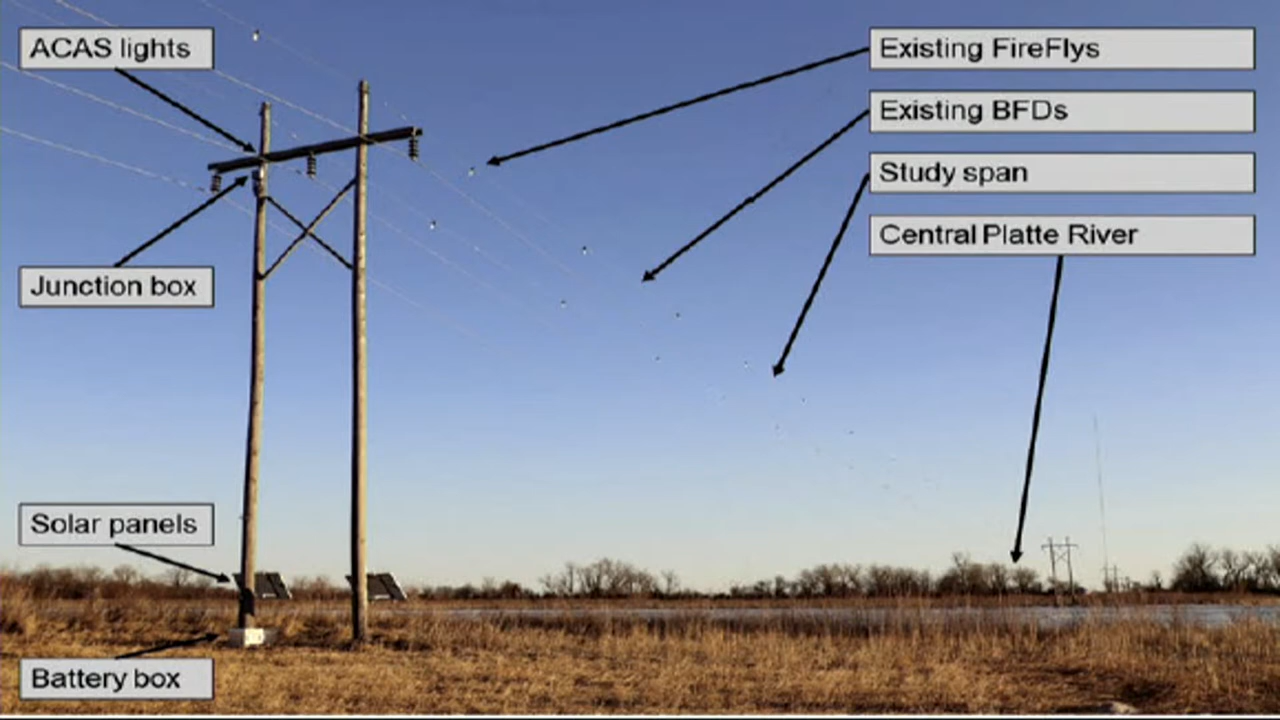 ACAS lights
Junction box
Solar panels
Battery box
Existing FireFlys
Existing BFDs
Study span
Central Platte River